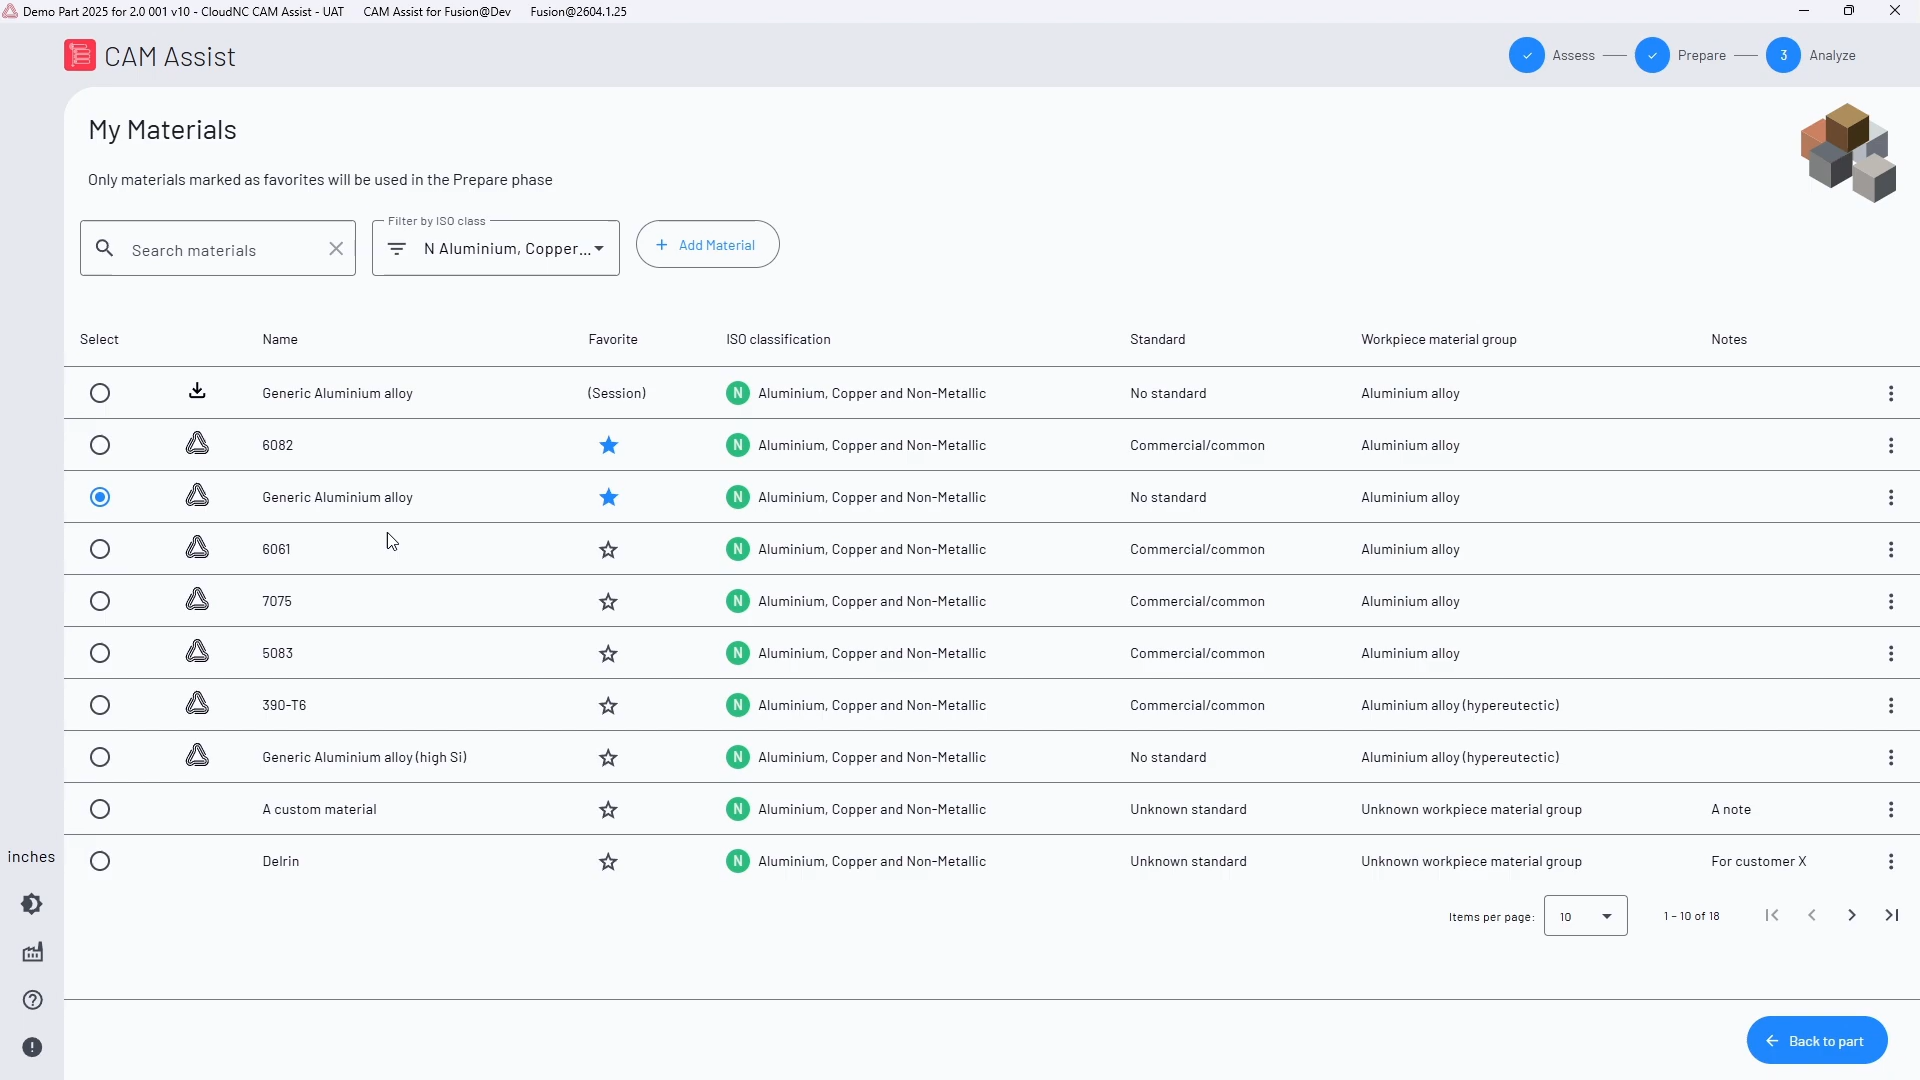 Demo Part 2025 for 2.0 001 v10 - CloudNC CAM Assist - UAT CAM Assist for Fusion@Dev Fusion@2604.1.25
CAM Assist
Assess Prepare 3 Analyze
My Materials
Only materials marked as favorites will be used in the Prepare phase
Filter by ISO class
Search materials N Aluminium, Copper... + Add Material
Select Name Favorite ISO classification Standard Workpiece material group Notes
Generic Aluminium alloy (Session) N Aluminium, Copper and Non-Metallic No standard Aluminium alloy
6082 N Aluminium, Copper and Non-Metallic Commercial/common Aluminium alloy
Generic Aluminium alloy N Aluminium, Copper and Non-Metallic No standard Aluminium alloy
6061 N Aluminium, Copper and Non-Metallic Commercial/common Aluminium alloy
7075 N Aluminium, Copper and Non-Metallic Commercial/common Aluminium alloy
5083 N Aluminium, Copper and Non-Metallic Commercial/common Aluminium alloy
390-T6 N Aluminium, Copper and Non-Metallic Commercial/common Aluminium alloy (hypereutectic)
Generic Aluminium alloy (high Si) N Aluminium, Copper and Non-Metallic No standard Aluminium alloy (hypereutectic)
A custom material N Aluminium, Copper and Non-Metallic Unknown standard Unknown workpiece material group A note
inches
Delrin N Aluminium, Copper and Non-Metallic Unknown standard Unknown workpiece material group For customer X
Items per page: 10 1 - 10 of 18
Back to part